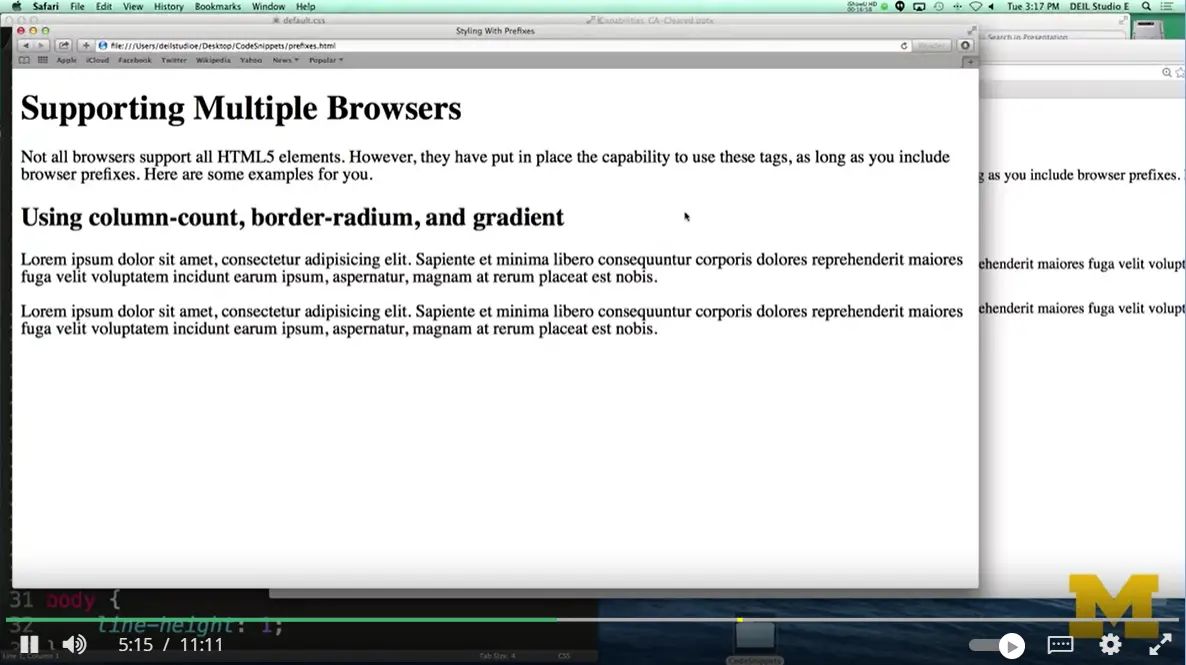 Safari File Edit View History Bookmarks Window Help Tue 3:17 PM DEIL Studio E
default.css
Styling With Prefixes
Search in Presentation
file:///Users/deilstudioe/Desktop/CodeSnippets/prefixes.html
Reader
Apple iCloud Facebook Twitter Wikipedia Yahoo News Popular
Supporting Multiple Browsers
Not all browsers support all HTML5 elements. However, they have put in place the capability to use these tags, as long as you include
browser prefixes. Here are some examples for you.
g as you include browser prefixes.
Using column-count, border-radium, and gradient
Lorem ipsum dolor sit amet, consectetur adipisicing elit. Sapiente et minima libero consequuntur corporis dolores reprehenderit maiores
fuga velit voluptatem incidunt earum ipsum, aspernatur, magnam at rerum placeat est nobis.
ehenderit maiores fuga velit volupt
Lorem ipsum dolor sit amet, consectetur adipisicing elit. Sapiente et minima libero consequuntur corporis dolores reprehenderit maiores
fuga velit voluptatem incidunt earum ipsum, aspernatur, magnam at rerum placeat est nobis.
ehenderit maiores fuga velit volupt
31 body {
32 line-height: 1;
M
5:15 / 11:11
Tab Size: 4 CSS
CodeSnippets